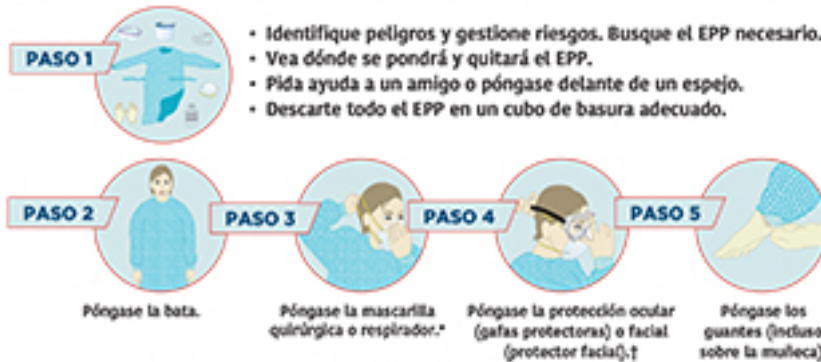 PASO 1
• Identifique peligros y gestione riesgos. Busque el EPP necesario.
• Vea dónde se pondrá y quitará el EPP.
• Pida ayuda a un amigo o póngase delante de un espejo.
• Descarte todo el EPP en un cubo de basura adecuado.
PASO 2
Póngase la bata.
PASO 3
Póngase la mascarilla
quirúrgica o respirador.*
PASO 4
Póngase la protección ocular
(gafas protectoras) o facial
(protector facial).†
PASO 5
Póngase los
guantes (incluso
sobre la muñeca)